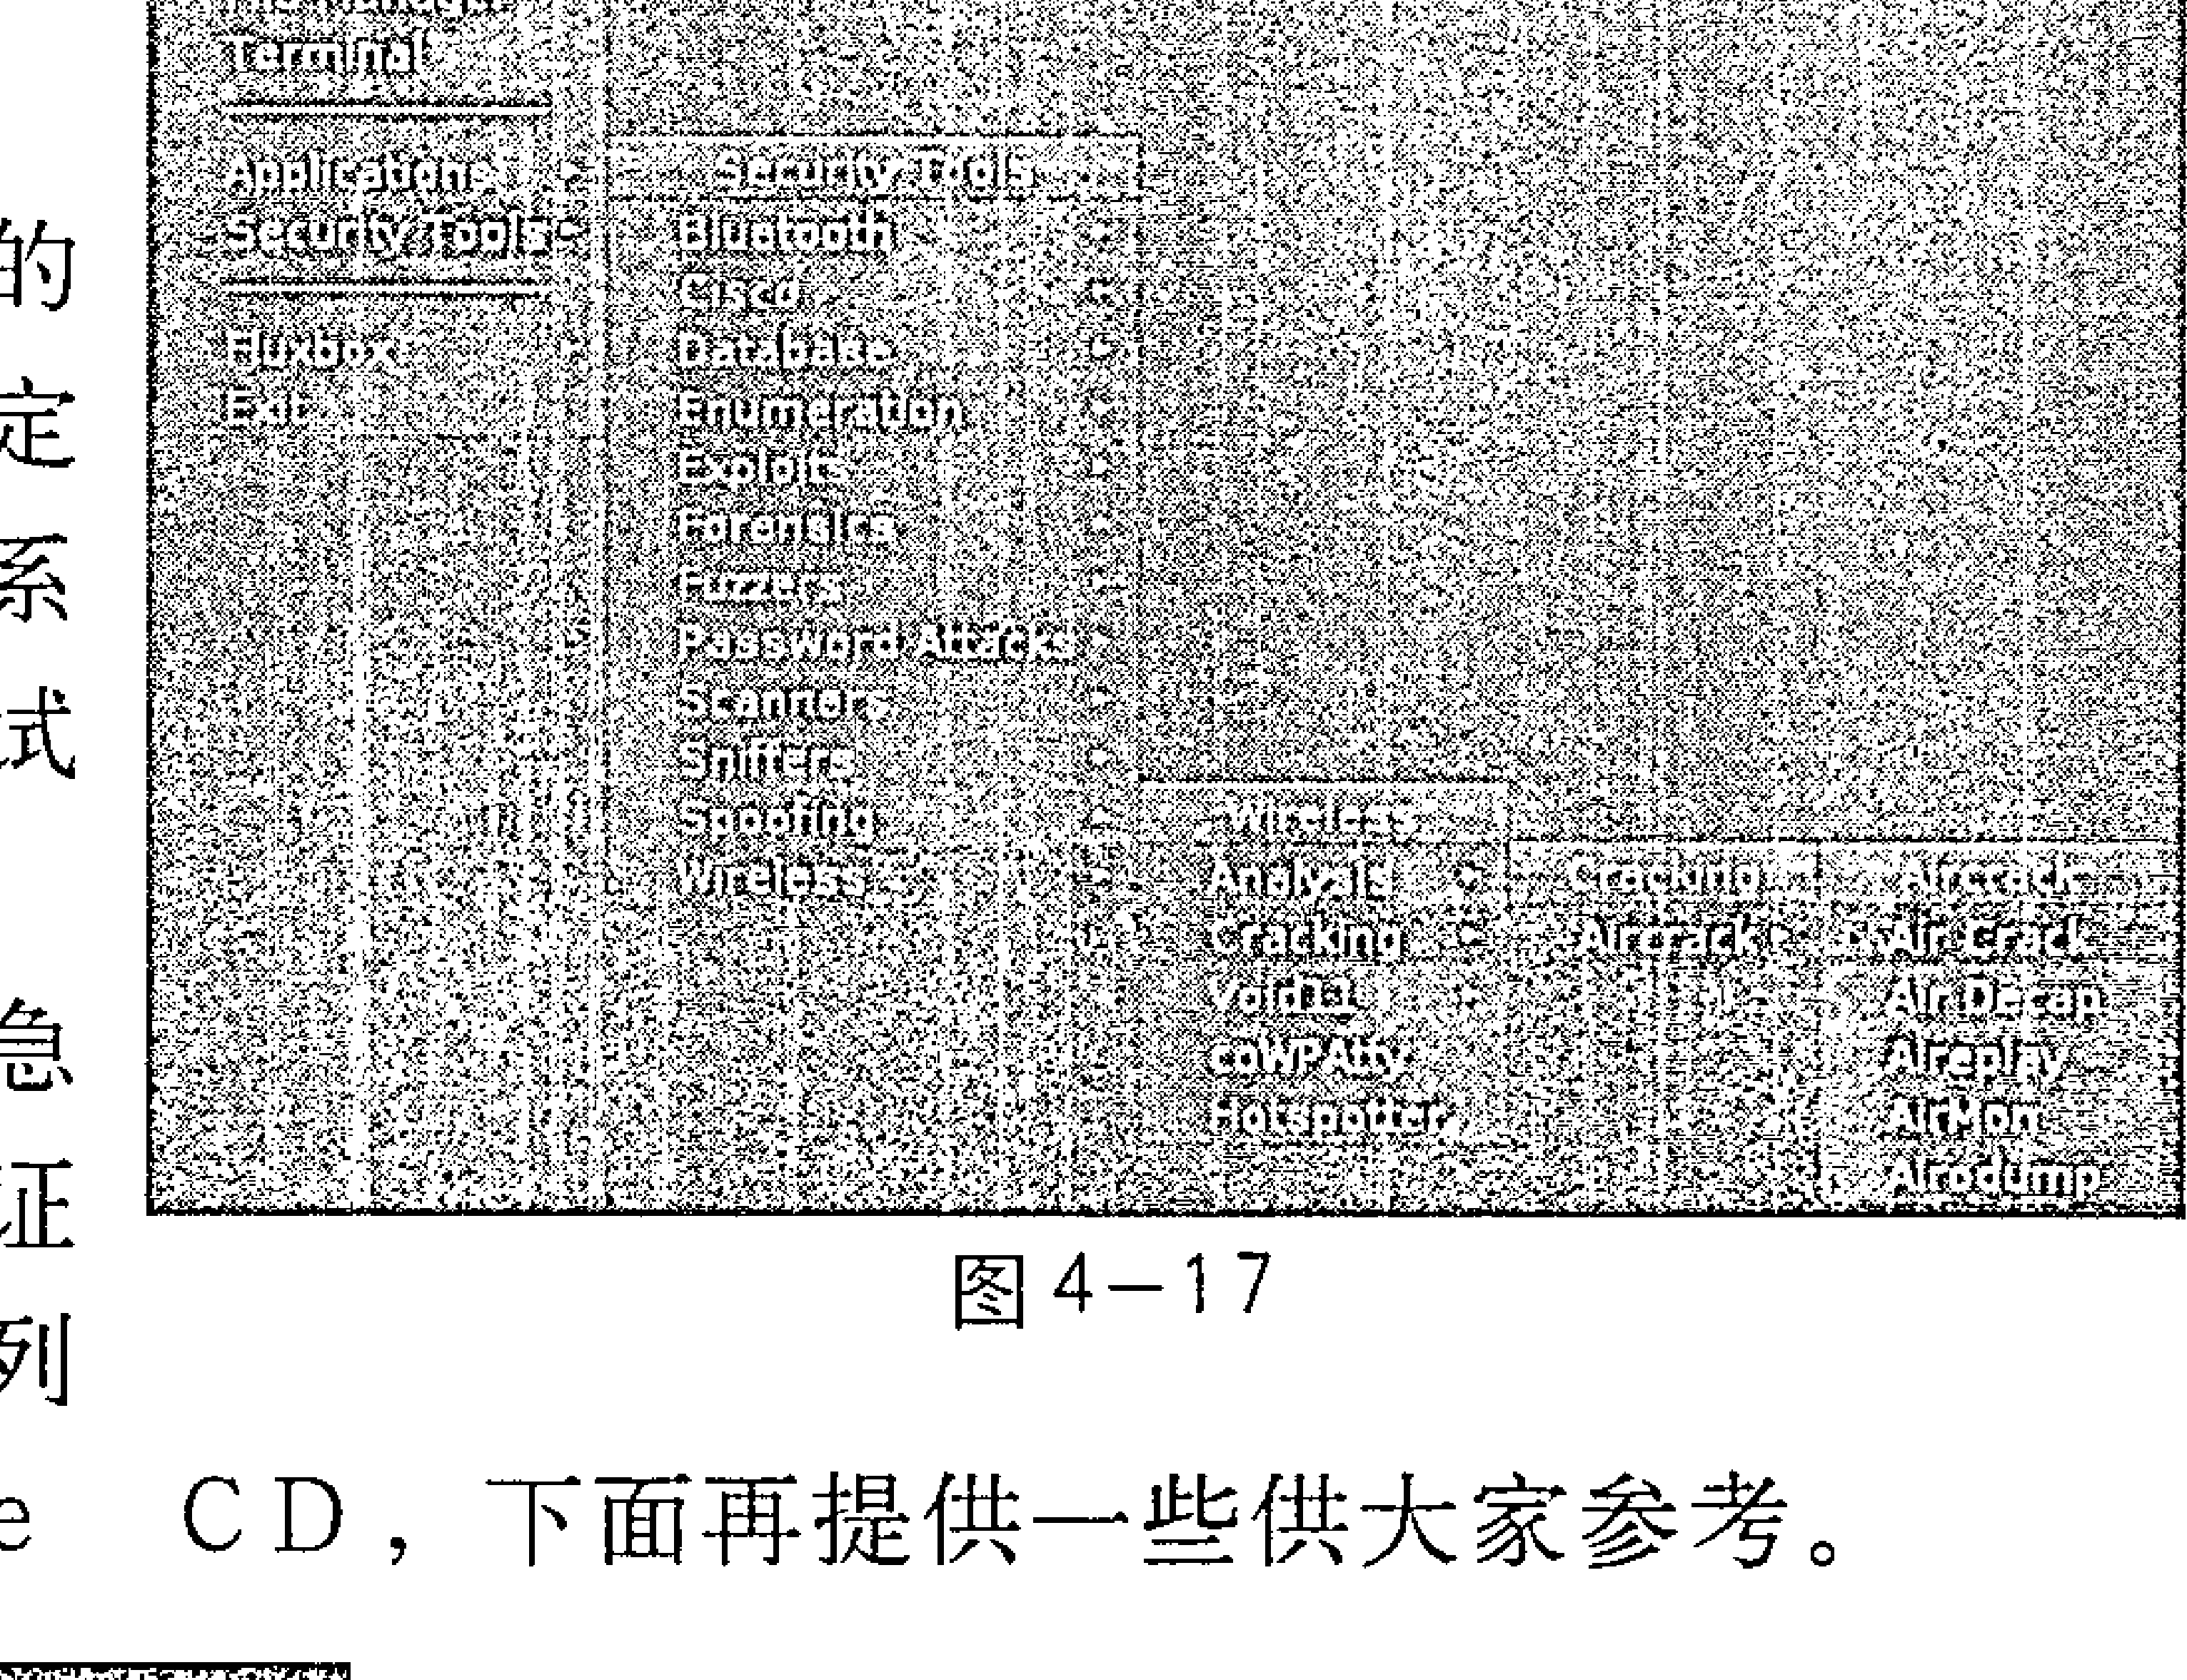 Terminal
Applications
Security Tools
Fluxbox
Exit
Security Tools
Bluetooth
Cisco
Database
Enumeration
Exploits
Forensics
Fuzzers
Password Attacks
Scanners
Sniffers
Spoofing
Wireless
Wireless
Analysis
Cracking
Void11
coWPAtty
Hotspotter
Cracking
Aircrack
Aircrack
Air Crack
Air Decap
Aireplay
AirMon
Airodump
的
定
系
式
急
证
列
图4-17
e CD，下面再提供一些供大家参考。